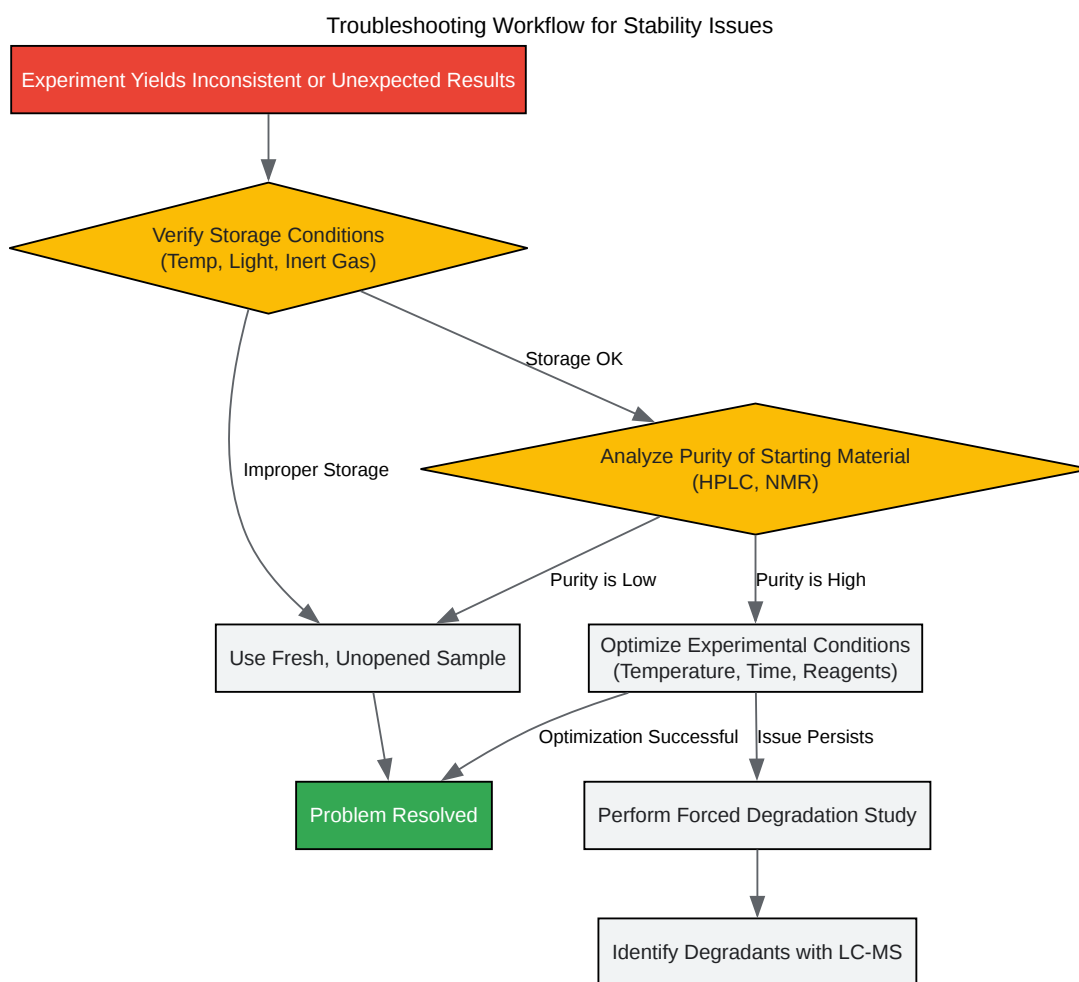 Troubleshooting Workflow for Stability Issues
Experiment Yields Inconsistent or Unexpected Results
Verify Storage Conditions
(Temp, Light, Inert Gas)
Storage OK
Analyze Purity of Starting Material
(HPLC, NMR)
Improper Storage
Purity is Low
Purity is High
Use Fresh, Unopened Sample
Optimize Experimental Conditions
(Temperature, Time, Reagents)
Optimization Successful
Issue Persists
Problem Resolved
Perform Forced Degradation Study
Identify Degradants with LC-MS